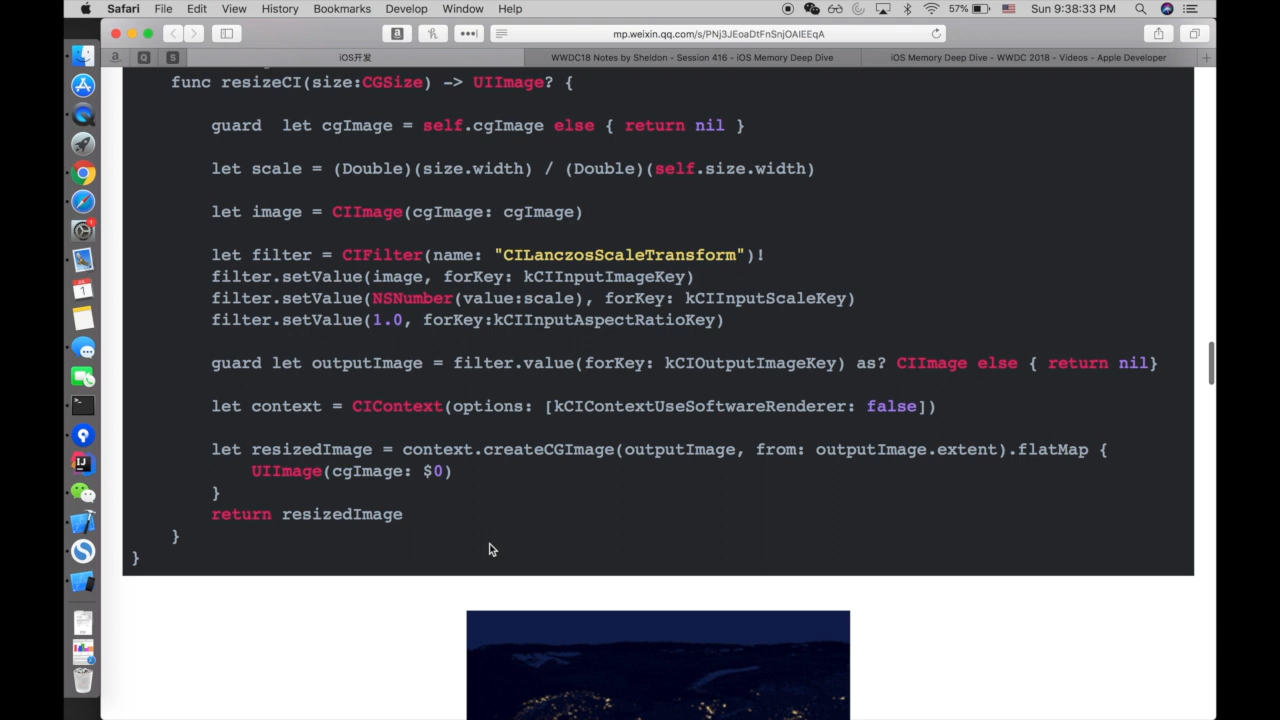 Safari File Edit View History Bookmarks Develop Window Help 57% Sun 9:38:33 PM
mp.weixin.qq.com/s/PNj3JEoaDtFnSnjOAIEEQA
a Q S iOS开发 WWDC18 Notes by Sheldon - Session 416 - iOS Memory Deep Dive iOS Memory Deep Dive - WWDC 2018 - Videos - Apple Developer
func resizeCI(size:CGSize) -> UIImage? {
guard let cgImage = self.cgImage else { return nil }
let scale = (Double)(size.width) / (Double)(self.size.width)
let image = CIImage(cgImage: cgImage)
let filter = CIFilter(name: "CILanczosScaleTransform")!
filter.setValue(image, forKey: kCIInputImageKey)
filter.setValue(NSNumber(value:scale), forKey: kCIInputScaleKey)
filter.setValue(1.0, forKey:kCIInputAspectRatioKey)
guard let outputImage = filter.value(forKey: kCIOutputImageKey) as? CIImage else { return nil}
let context = CIContext(options: [kCIContextUseSoftwareRenderer: false])
let resizedImage = context.createCGImage(outputImage, from: outputImage.extent).flatMap {
UIImage(cgImage: $0)
}
return resizedImage
}
}